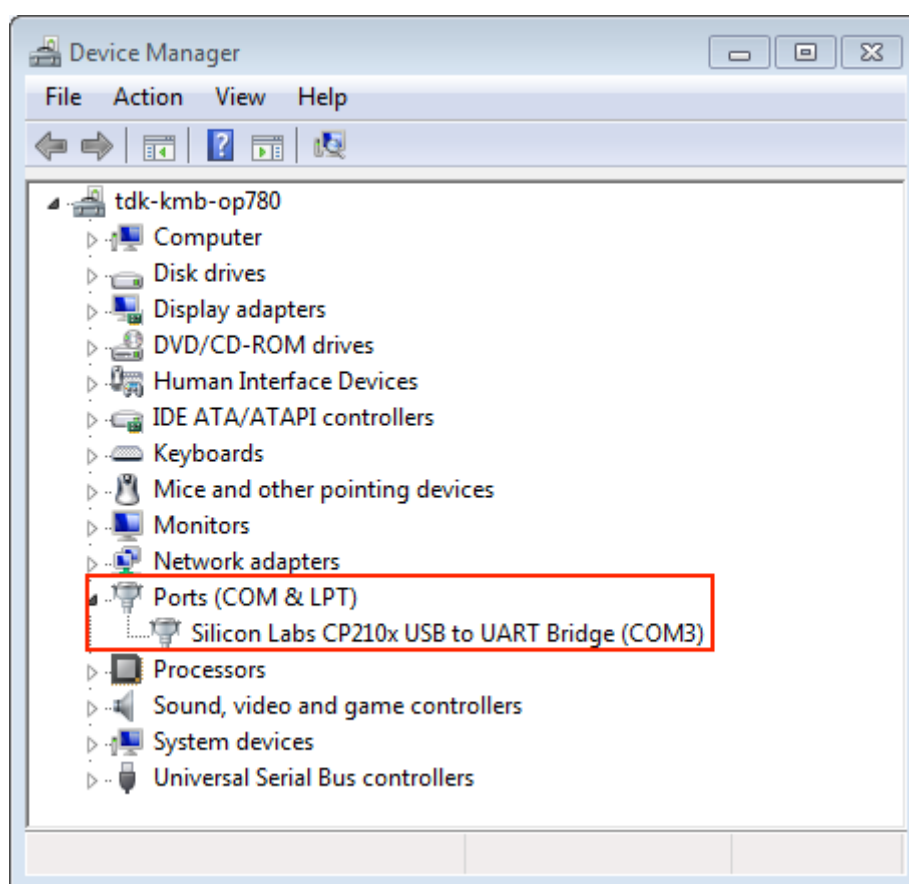 Device Manager
File Action View Help
tdk-kmb-op780
Computer
Disk drives
Display adapters
DVD/CD-ROM drives
Human Interface Devices
IDE ATA/ATAPI controllers
Keyboards
Mice and other pointing devices
Monitors
Network adapters
Ports (COM & LPT)
Silicon Labs CP210x USB to UART Bridge (COM3)
Processors
Sound, video and game controllers
System devices
Universal Serial Bus controllers